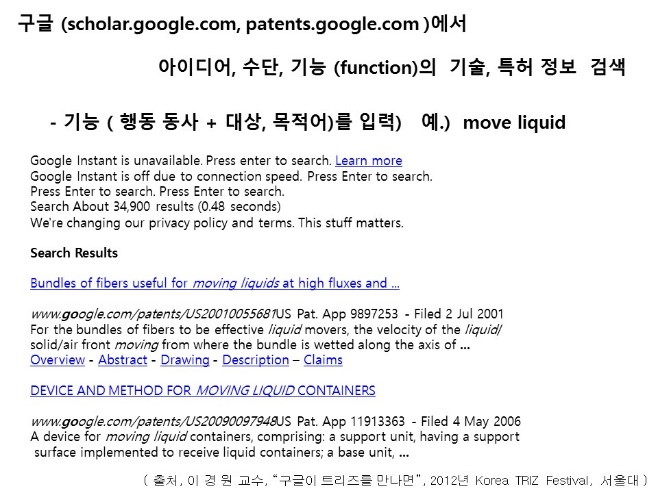 구글 (scholar.google.com, patents.google.com )에서
아이디어, 수단, 기능 (function)의 기술, 특허 정보 검색
- 기능 ( 행동 동사 + 대상, 목적어)를 입력) 예.) move liquid
Google Instant is unavailable. Press enter to search. Learn more
Google Instant is off due to connection speed. Press Enter to search.
Press Enter to search. Press Enter to search.
Search About 34,900 results (0.48 seconds)
We're changing our privacy policy and terms. This stuff matters.
Search Results
Bundles of fibers useful for moving liquids at high fluxes and ...
www.google.com/patents/US20010055681US Pat. App 9897253 - Filed 2 Jul 2001
For the bundles of fibers to be effective liquid movers, the velocity of the liquid/
solid/air front moving from where the bundle is wetted along the axis of ...
Overview - Abstract - Drawing - Description – Claims
DEVICE AND METHOD FOR MOVING LIQUID CONTAINERS
www.google.com/patents/US20090097948US Pat. App 11913363 - Filed 4 May 2006
A device for moving liquid containers, comprising: a support unit, having a support
surface implemented to receive liquid containers; a base unit, ...
( 출처, 이 경 원 교수, “구글이 트리즈를 만나면”, 2012년 Korea TRIZ Festival, 서울대 )